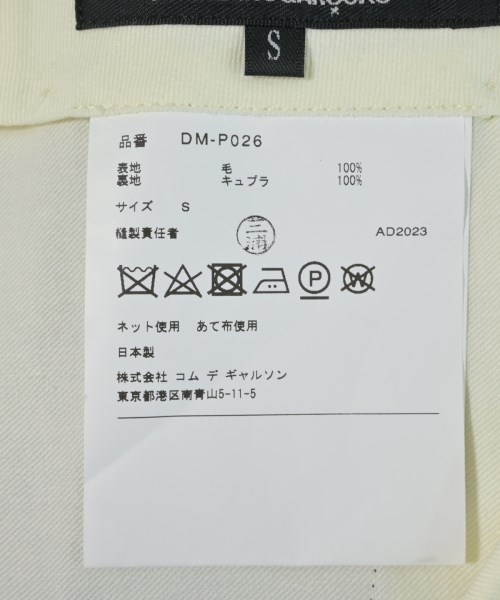 S
品番 DM-P026
表地 毛 100%
裏地 キュプラ 100%
サイズ S
縫製責任者 三浦 AD2023
P W
ネット使用 あて布使用
日本製
株式会社 コム デ ギャルソン
東京都港区南青山5-11-5